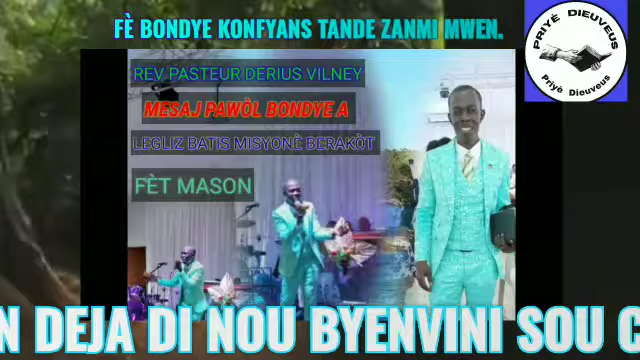 FÈ BONDYE KONFYANS TANDE ZANMI MWEN.
PRIYÈ DIEUVEUS
Priyè Dieuveus
REV PASTEUR DERIUS VILNEY
MESAJ PAWÒL BONDYE A
LEGLIZ BATIS MISYONÈ BERAKÒT
FÈT MASON
N DEJA DI NOU BYENVINI SOU C